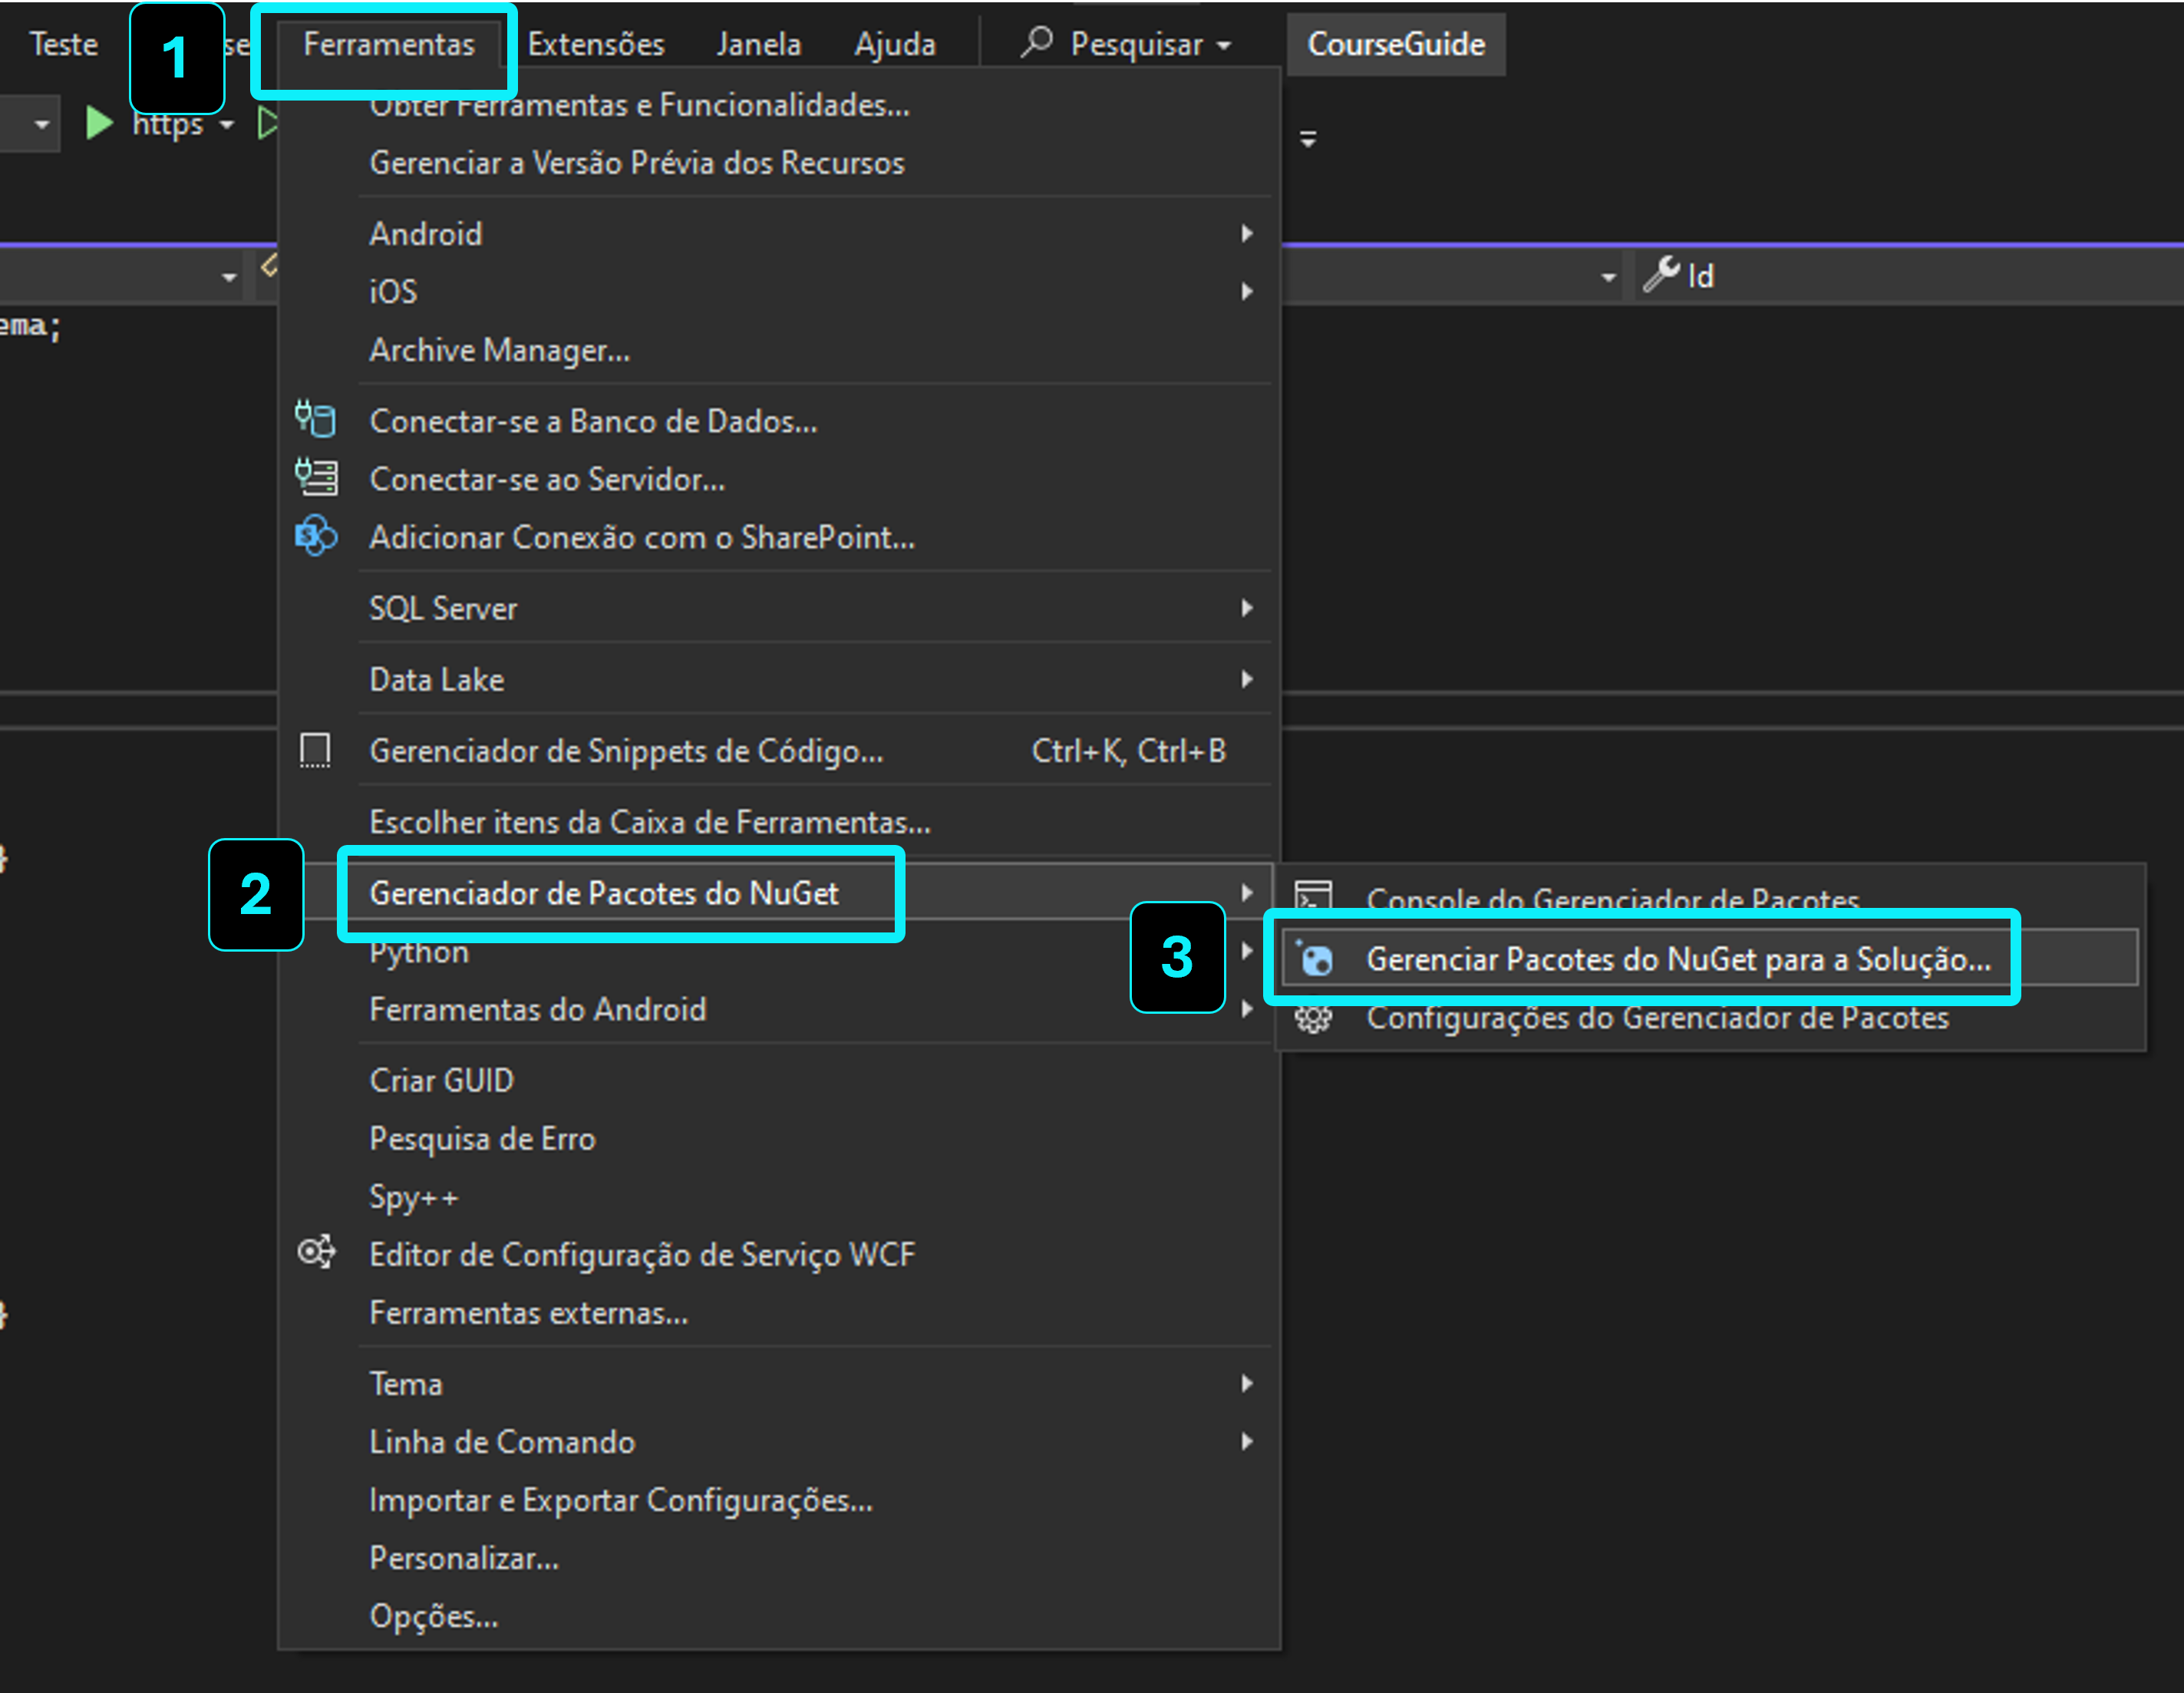 Teste
1
se
Ferramentas
Extensões
Janela
Ajuda
Pesquisar
CourseGuide
https
Obter Ferramentas e Funcionalidades...
Gerenciar a Versão Prévia dos Recursos
Android
Id
iOS
ema;
Archive Manager...
Conectar-se a Banco de Dados...
Conectar-se ao Servidor...
Adicionar Conexão com o SharePoint...
SQL Server
Data Lake
Gerenciador de Snippets de Código... Ctrl+K, Ctrl+B
Escolher itens da Caixa de Ferramentas...
2
Gerenciador de Pacotes do NuGet
Console do Gerenciador de Pacotes
3
Gerenciar Pacotes do NuGet para a Solução...
Configurações do Gerenciador de Pacotes
Python
Ferramentas do Android
Criar GUID
Pesquisa de Erro
Spy++
Editor de Configuração de Serviço WCF
Ferramentas externas...
Tema
Linha de Comando
Importar e Exportar Configurações...
Personalizar...
Opções...